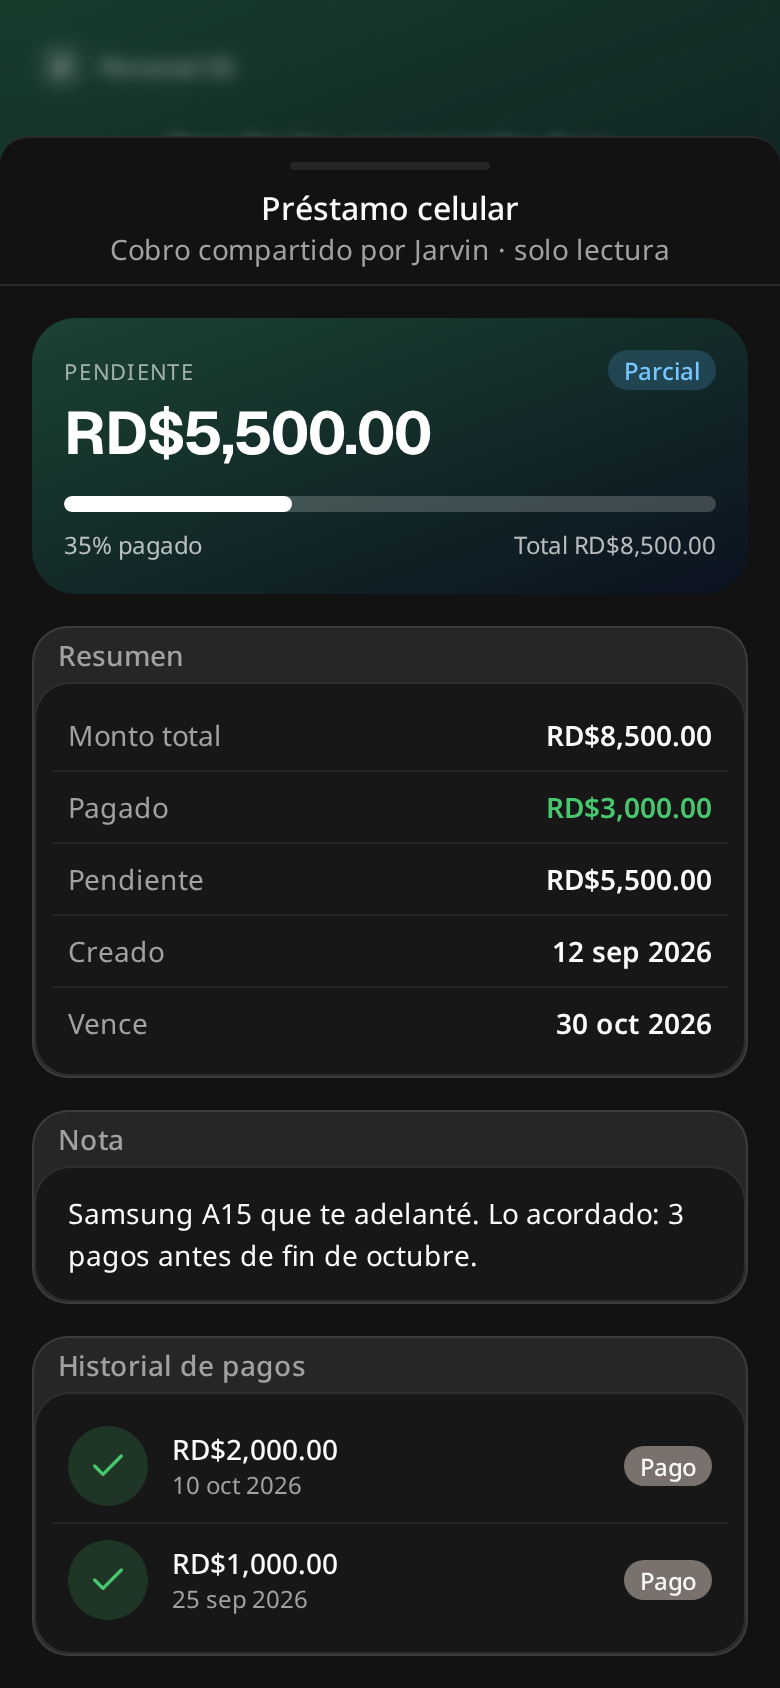 Préstamo celular
Cobro compartido por Jarvin · solo lectura
PENDIENTE
Parcial
RD$5,500.00
35% pagado
Total RD$8,500.00
Resumen
Monto total
RD$8,500.00
Pagado
RD$3,000.00
Pendiente
RD$5,500.00
Creado
12 sep 2026
Vence
30 oct 2026
Nota
Samsung A15 que te adelanté. Lo acordado: 3
pagos antes de fin de octubre.
Historial de pagos
RD$2,000.00
10 oct 2026
Pago
RD$1,000.00
25 sep 2026
Pago